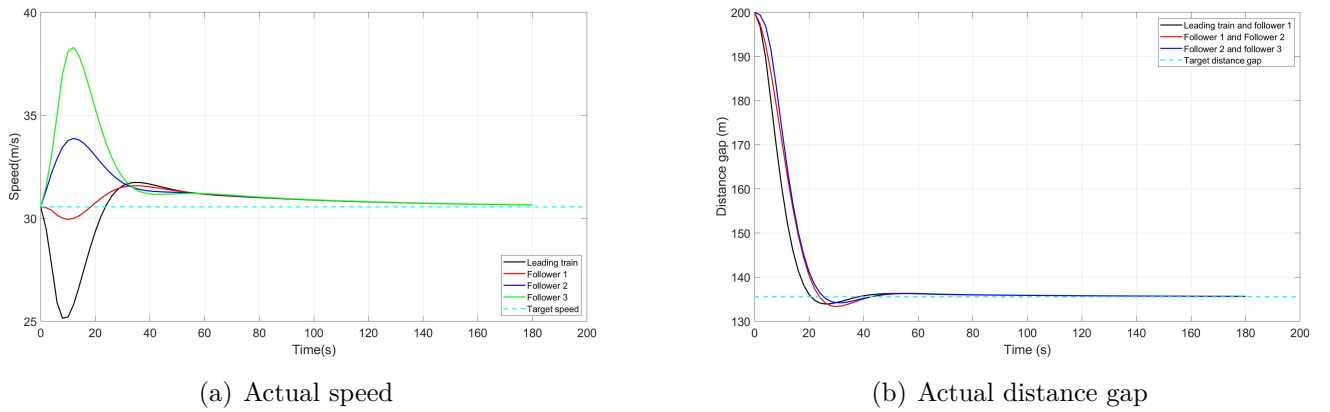 40
35
30
25
Speed(m/s)
0 20 40 60 80 100 120 140 160 180 200
Time(s)
Leading train
Follower 1
Follower 2
Follower 3
Target speed
(a) Actual speed
200
190
180
170
160
150
140
130
Distance gap (m)
0 20 40 60 80 100 120 140 160 180 200
Time (s)
Leading train and follower 1
Follower 1 and Follower 2
Follower 2 and follower 3
Target distance gap
(b) Actual distance gap